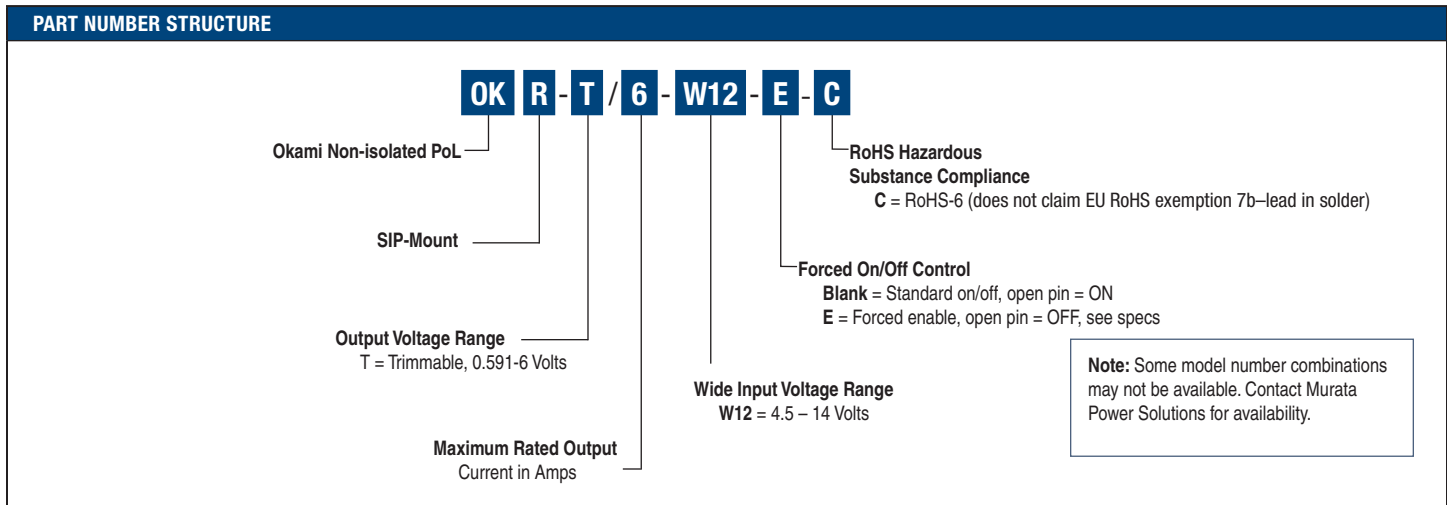 PART NUMBER STRUCTURE
OK R - T / 6 - W12 - E - C
Okami Non-isolated PoL
RoHS Hazardous
Substance Compliance
C = RoHS-6 (does not claim EU RoHS exemption 7b–lead in solder)
SIP-Mount
Forced On/Off Control
Blank = Standard on/off, open pin = ON
E = Forced enable, open pin = OFF, see specs
Output Voltage Range
T = Trimmable, 0.591-6 Volts
Wide Input Voltage Range
W12 = 4.5 – 14 Volts
Note: Some model number combinations
may not be available. Contact Murata
Power Solutions for availability.
Maximum Rated Output
Current in Amps